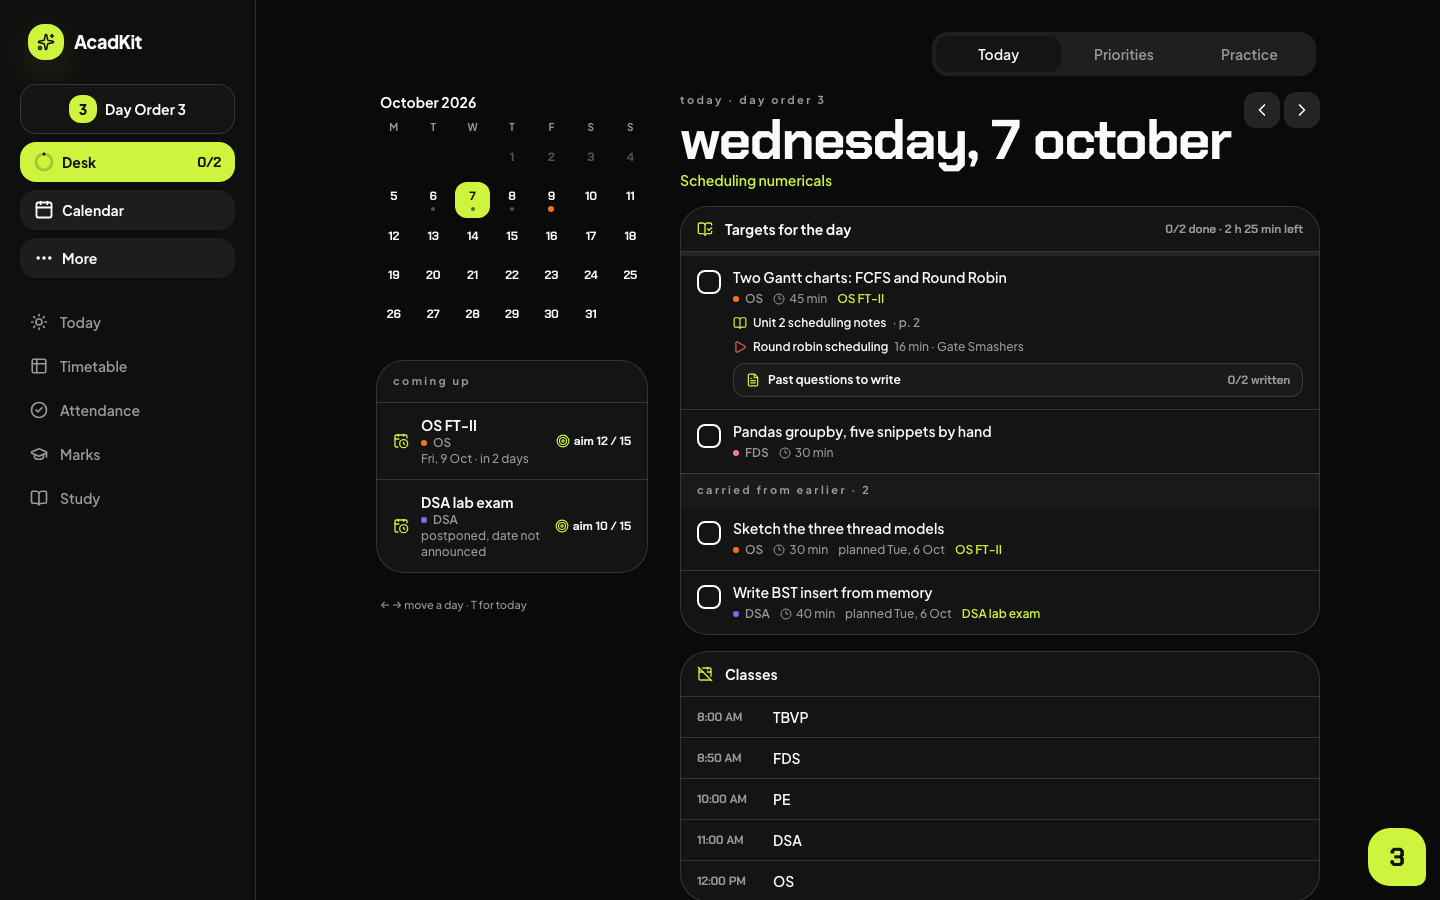 AcadKit
3 Day Order 3
Desk 0/2
Calendar
More
Today
Timetable
Attendance
Marks
Study
Today Priorities Practice
October 2026
M T W T F S S
1 2 3 4
5 6 7 8 9 10 11
12 13 14 15 16 17 18
19 20 21 22 23 24 25
26 27 28 29 30 31
coming up
OS FT-II
OS
Fri, 9 Oct · in 2 days
aim 12 / 15
DSA lab exam
DSA
postponed, date not
announced
aim 10 / 15
← → move a day · T for today
today · day order 3
wednesday, 7 october
Scheduling numericals
Targets for the day 0/2 done · 2 h 25 min left
Two Gantt charts: FCFS and Round Robin
OS 45 min OS FT-II
Unit 2 scheduling notes · p. 2
Round robin scheduling 16 min · Gate Smashers
Past questions to write 0/2 written
Pandas groupby, five snippets by hand
FDS 30 min
carried from earlier · 2
Sketch the three thread models
OS 30 min planned Tue, 6 Oct OS FT-II
Write BST insert from memory
DSA 40 min planned Tue, 6 Oct DSA lab exam
Classes
8:00 AM TBVP
8:50 AM FDS
10:00 AM PE
11:00 AM DSA
12:00 PM OS
3